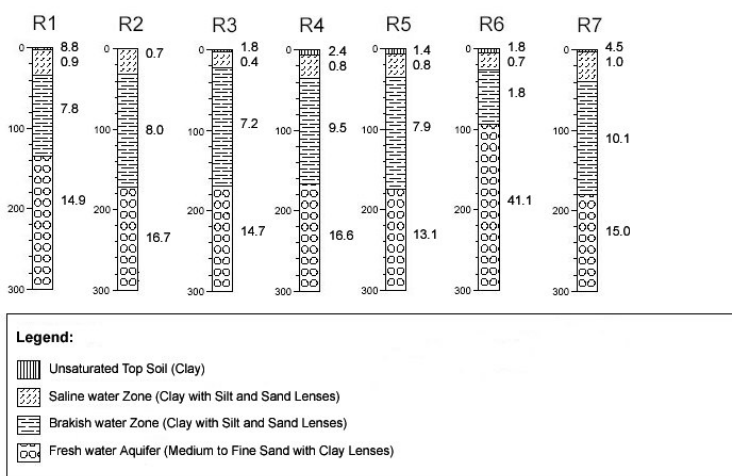 R1 R2 R3 R4 R5 R6 R7
0 8.8 0 0.7 0 1.8 0 2.4 0 1.4 0 1.8 0 4.5
0.9 0.4 0.8 0.8 0.7 1.0
7.8 8.0 7.2 9.5 7.9 1.8 10.1
100 100 100 100 100 100 100
14.9 16.7 14.7 16.6 13.1 41.1 15.0
200 200 200 200 200 200 200
300 300 300 300 300 300 300
Legend:
Unsaturated Top Soil (Clay)
Saline water Zone (Clay with Silt and Sand Lenses)
Brakish water Zone (Clay with Silt and Sand Lenses)
Fresh water Aquifer (Medium to Fine Sand with Clay Lenses)